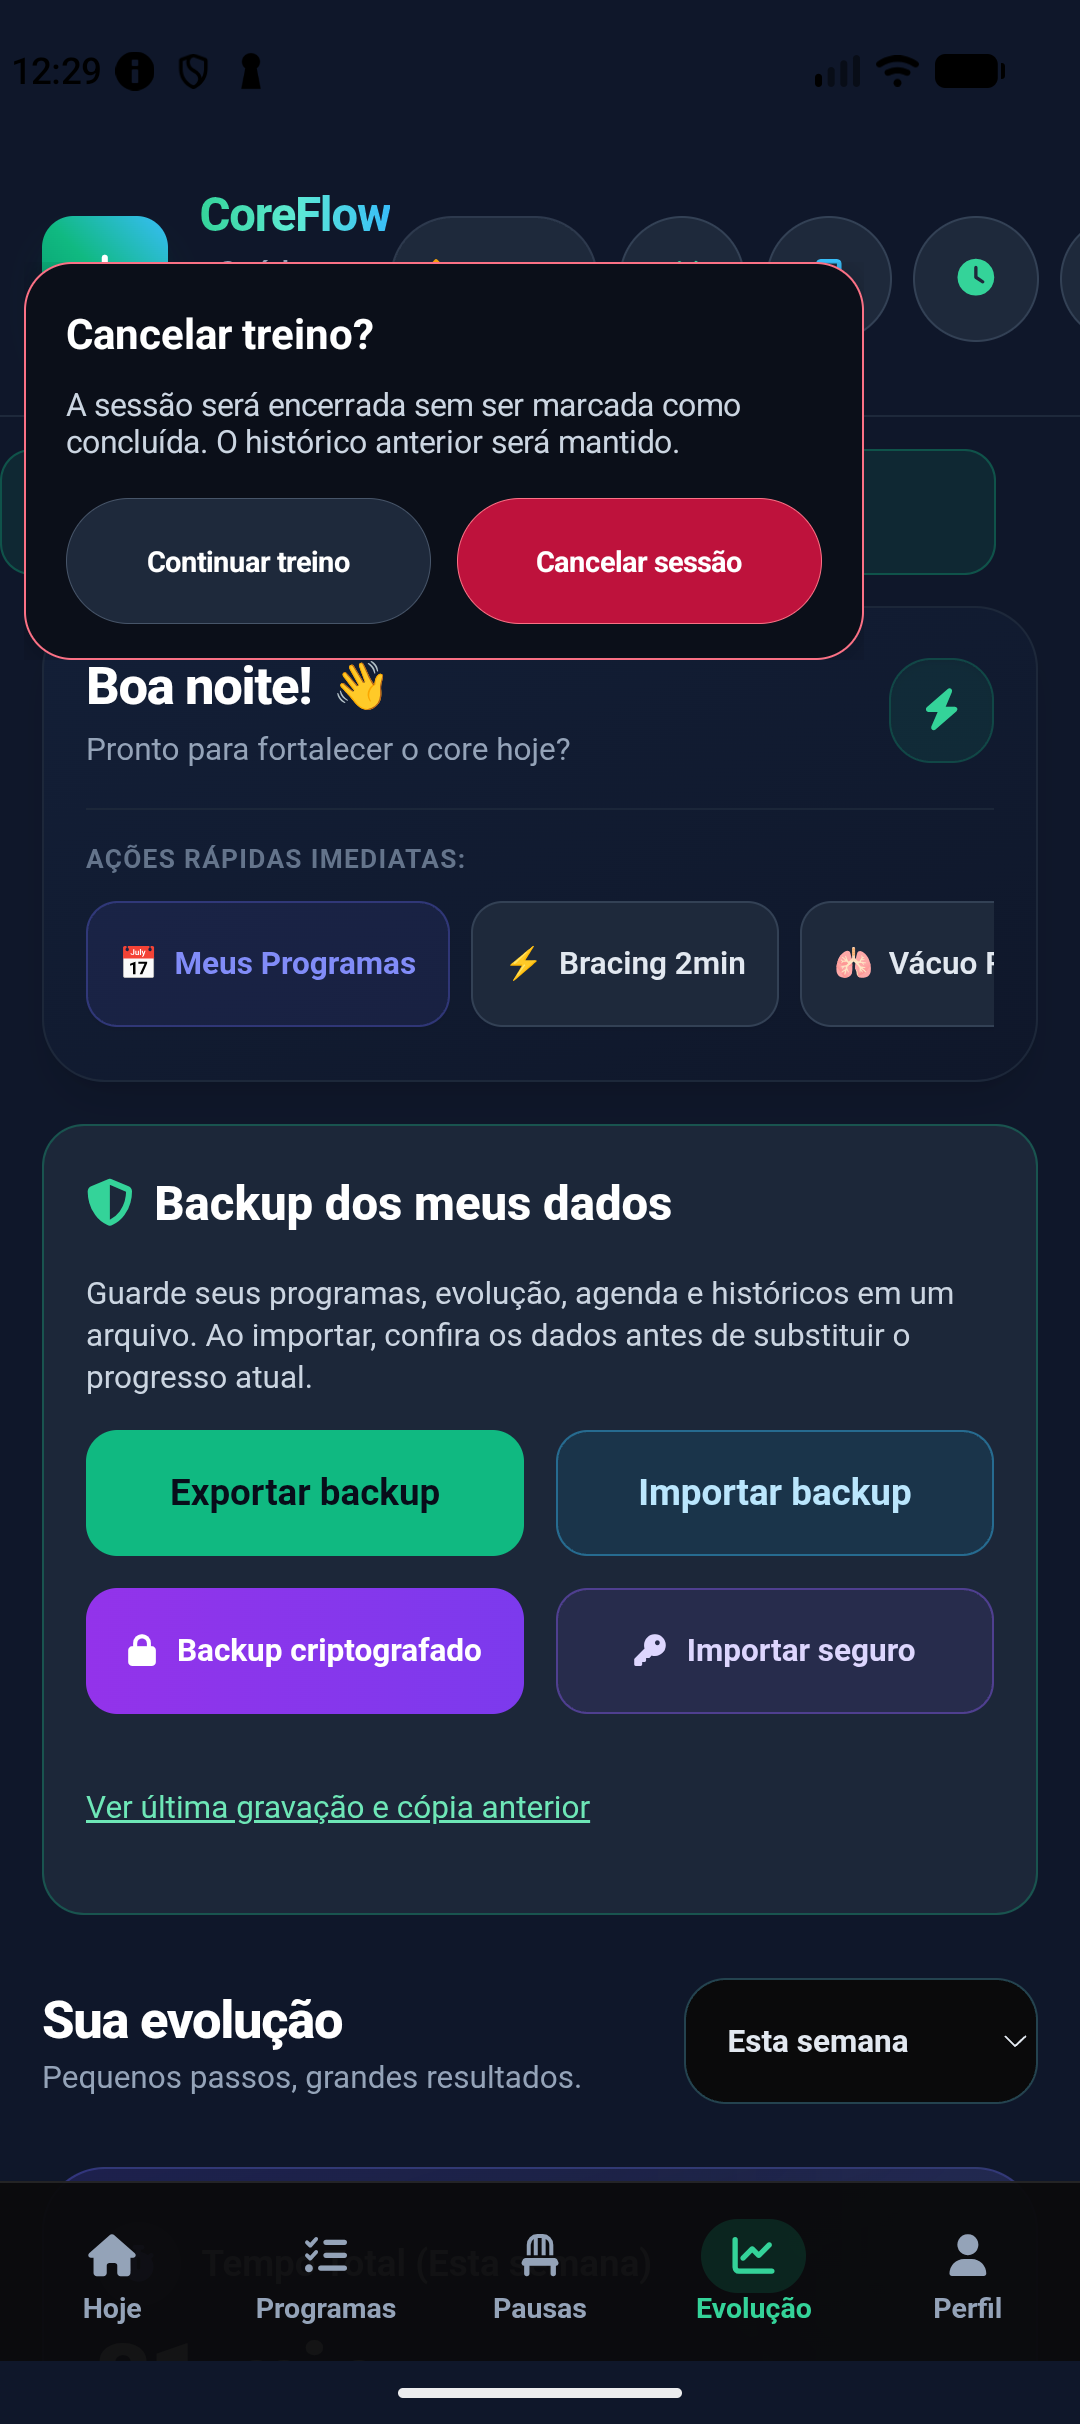 12:29
CoreFlow
Cancelar treino?
A sessão será encerrada sem ser marcada como
concluída. O histórico anterior será mantido.
Continuar treino
Cancelar sessão
Boa noite! 👋
Pronto para fortalecer o core hoje?
AÇÕES RÁPIDAS IMEDIATAS:
📅 Meus Programas
⚡ Bracing 2min
🫁 Vácuo
Backup dos meus dados
Guarde seus programas, evolução, agenda e históricos em um
arquivo. Ao importar, confira os dados antes de substituir o
progresso atual.
Exportar backup
Importar backup
Backup criptografado
Importar seguro
Ver última gravação e cópia anterior
Sua evolução
Pequenos passos, grandes resultados.
Esta semana
Tempo Total (Esta semana)
Hoje
Programas
Pausas
Evolução
Perfil